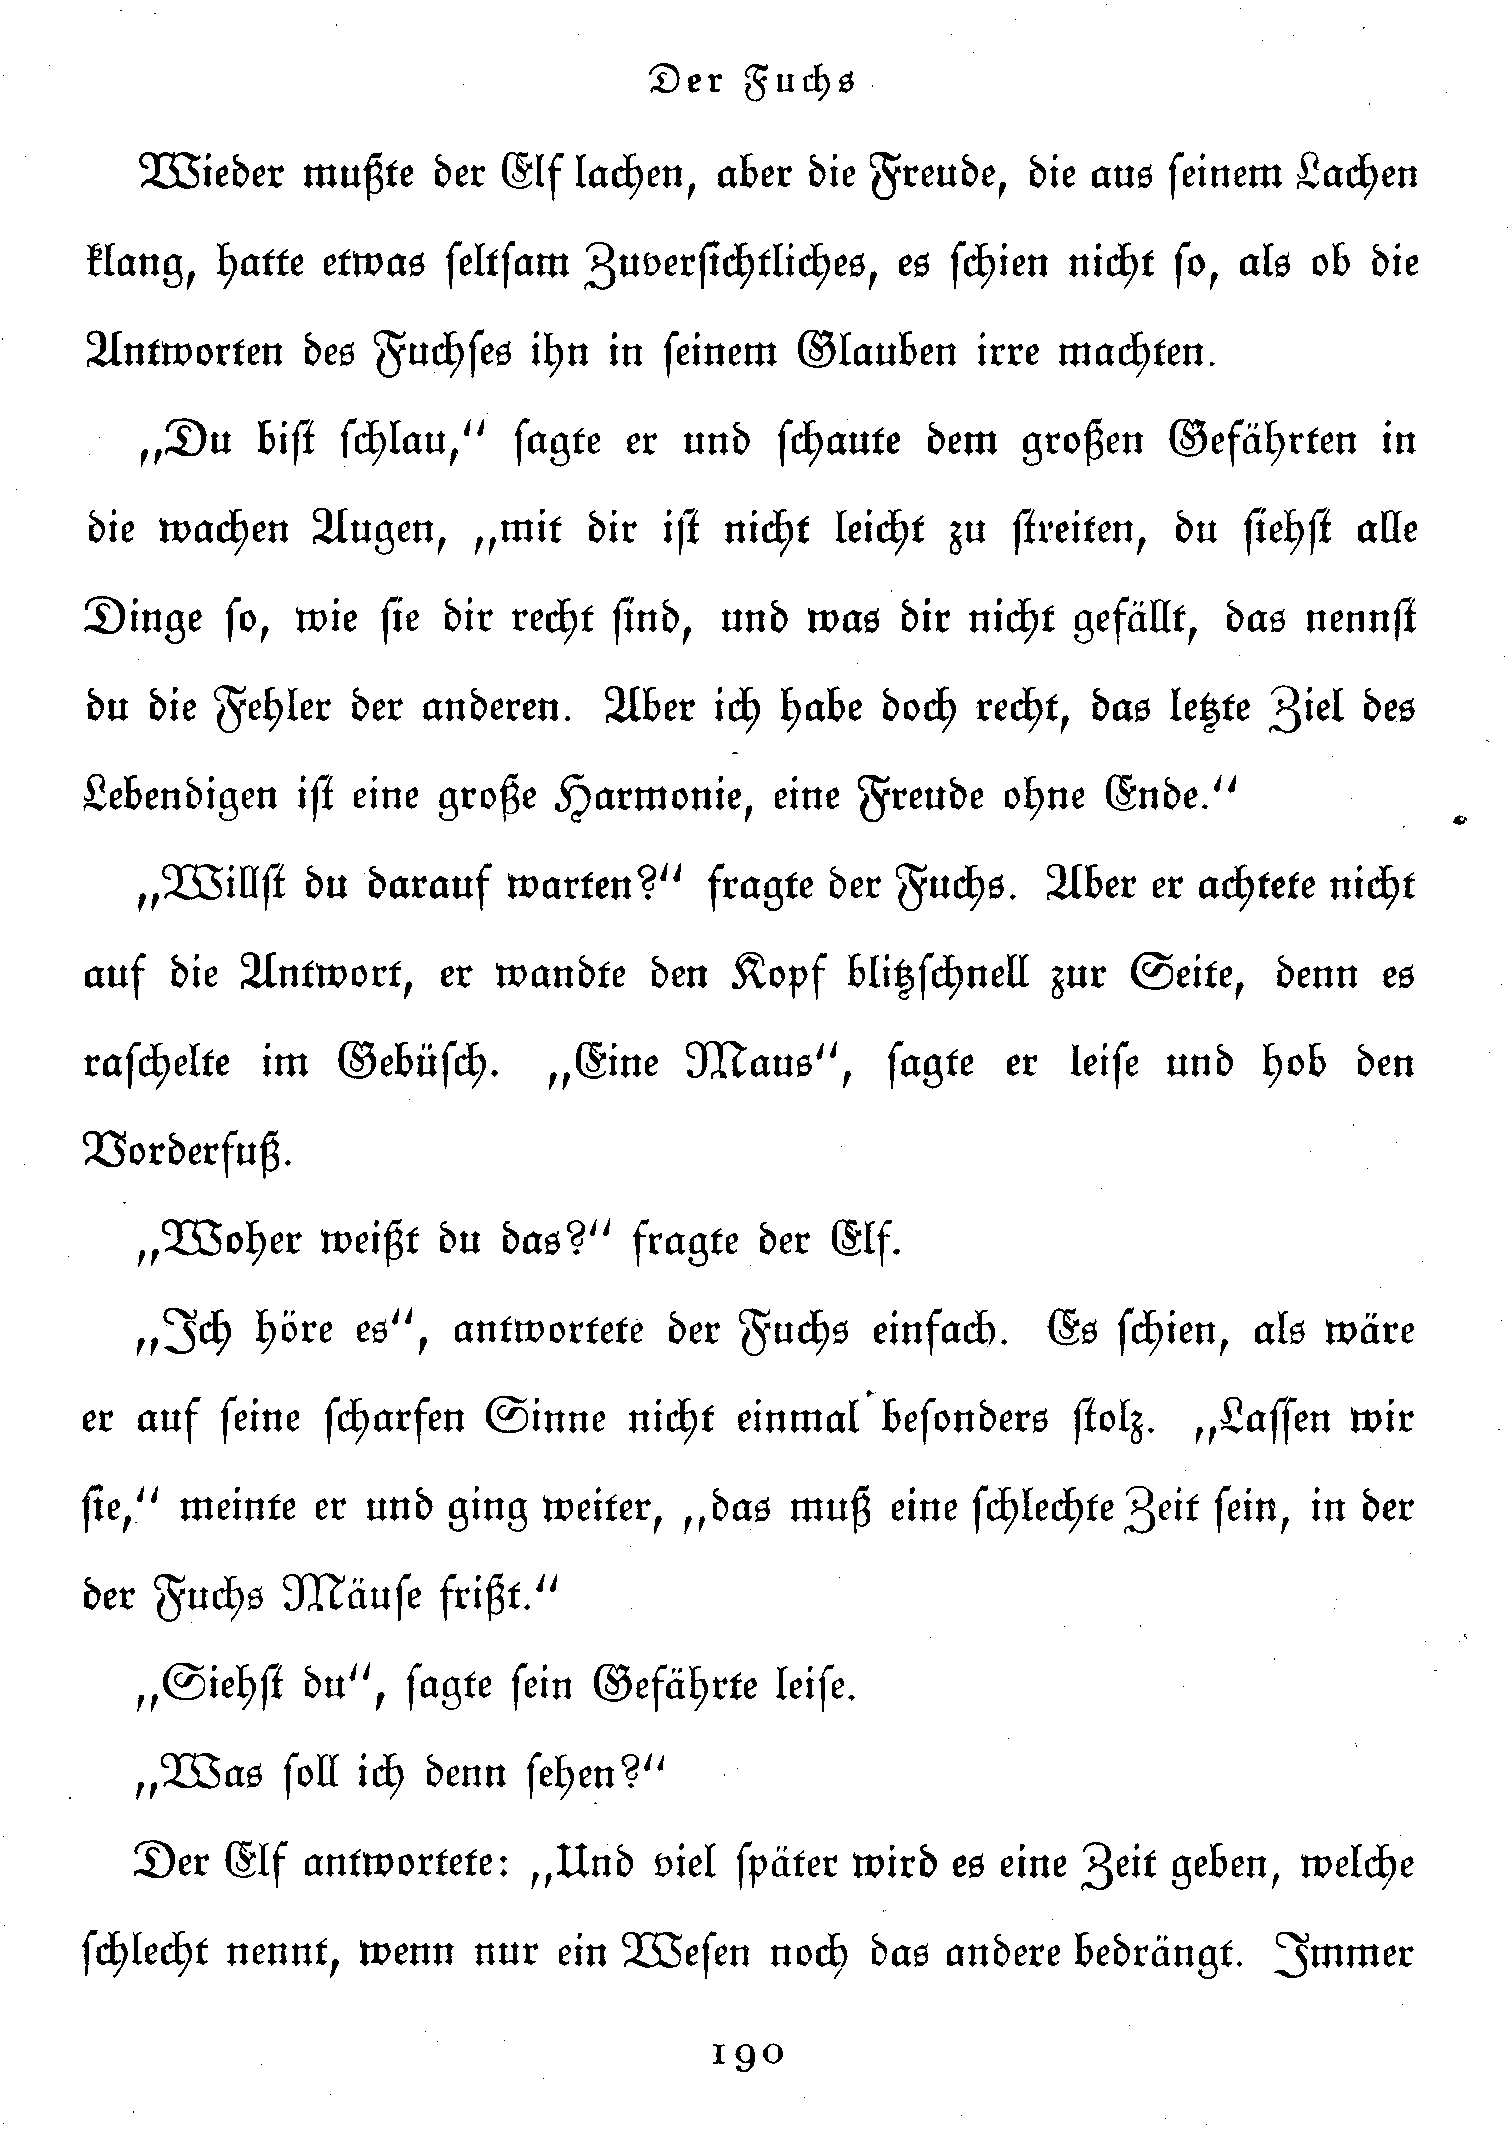 Der Fuchs
Wieder mußte der Elf lachen, aber die Freude, die aus ſeinem Lachen
klang, hatte etwas ſeltſam Zuverſichtliches, es ſchien nicht ſo, als ob die
Antworten des Fuchſes ihn in ſeinem Glauben irre machten.
„Du biſt ſchlau,“ ſagte er und ſchaute dem großen Gefährten in
die wachen Augen, „mit dir iſt nicht leicht zu ſtreiten, du ſiehſt alle
Dinge ſo, wie ſie dir recht ſind, und was dir nicht gefällt, das nennſt
du die Fehler der anderen. Aber ich habe doch recht, das letzte Ziel des
Lebendigen iſt eine große Harmonie, eine Freude ohne Ende.“
„Willſt du darauf warten?“ fragte der Fuchs. Aber er achtete nicht
auf die Antwort, er wandte den Kopf blitzſchnell zur Seite, denn es
raſchelte im Gebüſch. „Eine Maus“, ſagte er leiſe und hob den
Vorderfuß.
„Woher weißt du das?“ fragte der Elf.
„Ich höre es“, antwortete der Fuchs einfach. Es ſchien, als wäre
er auf ſeine ſcharfen Sinne nicht einmal beſonders ſtolz. „Laſſen wir
ſie,“ meinte er und ging weiter, „das muß eine ſchlechte Zeit ſein, in der
der Fuchs Mäuſe frißt.“
„Siehſt du“, ſagte ſein Gefährte leiſe.
„Was ſoll ich denn ſehen?“
Der Elf antwortete: „Und viel ſpäter wird es eine Zeit geben, welche
ſchlecht nennt, wenn nur ein Weſen noch das andere bedrängt. Immer
190